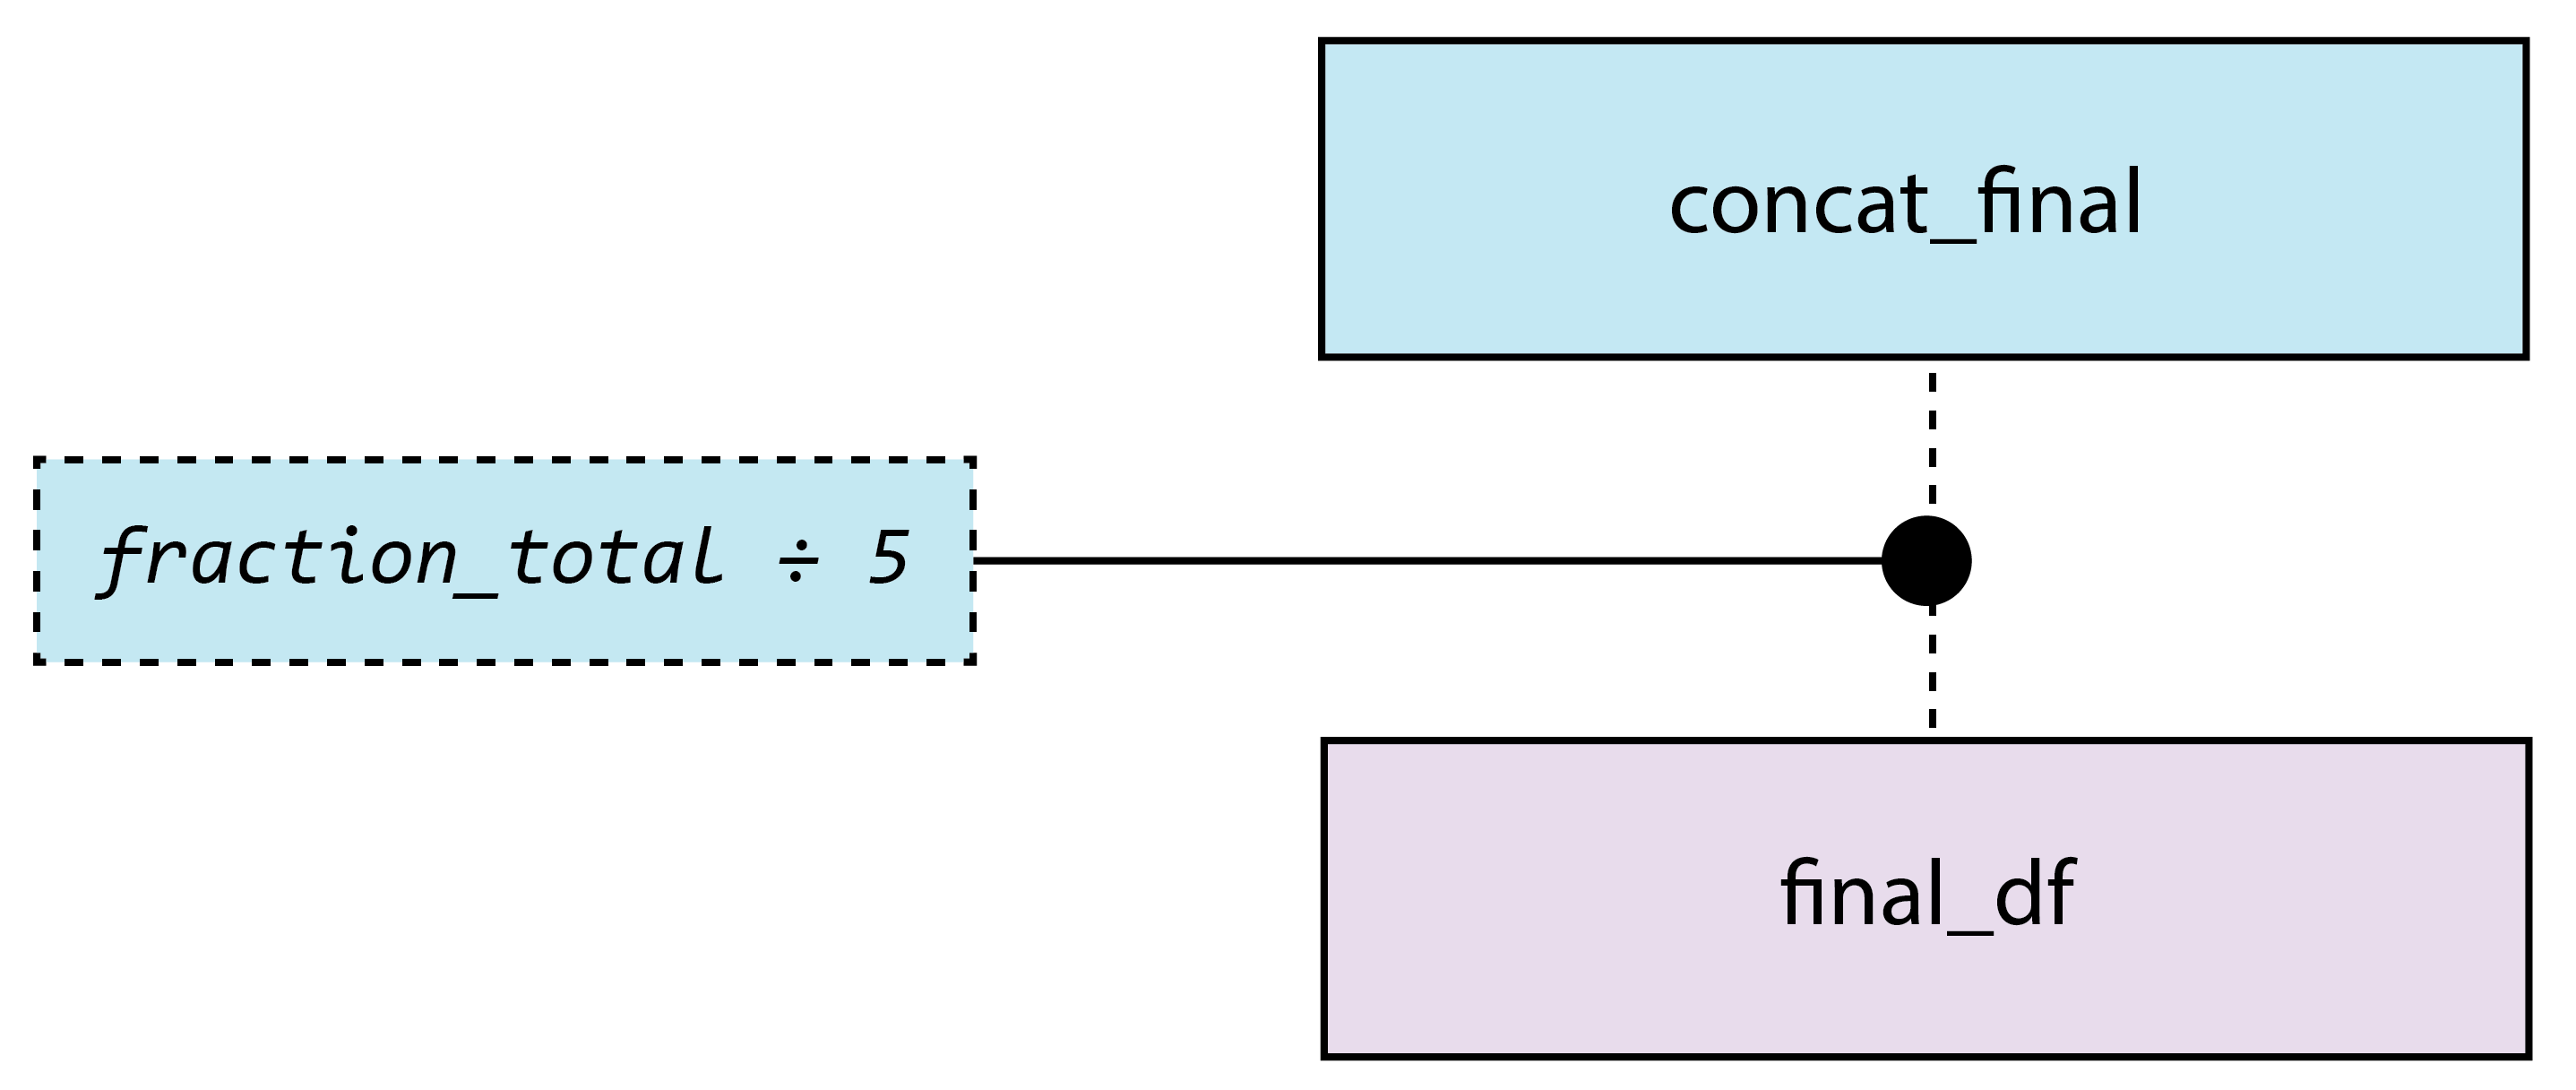 concat_final
fraction_total ÷ 5
final_df